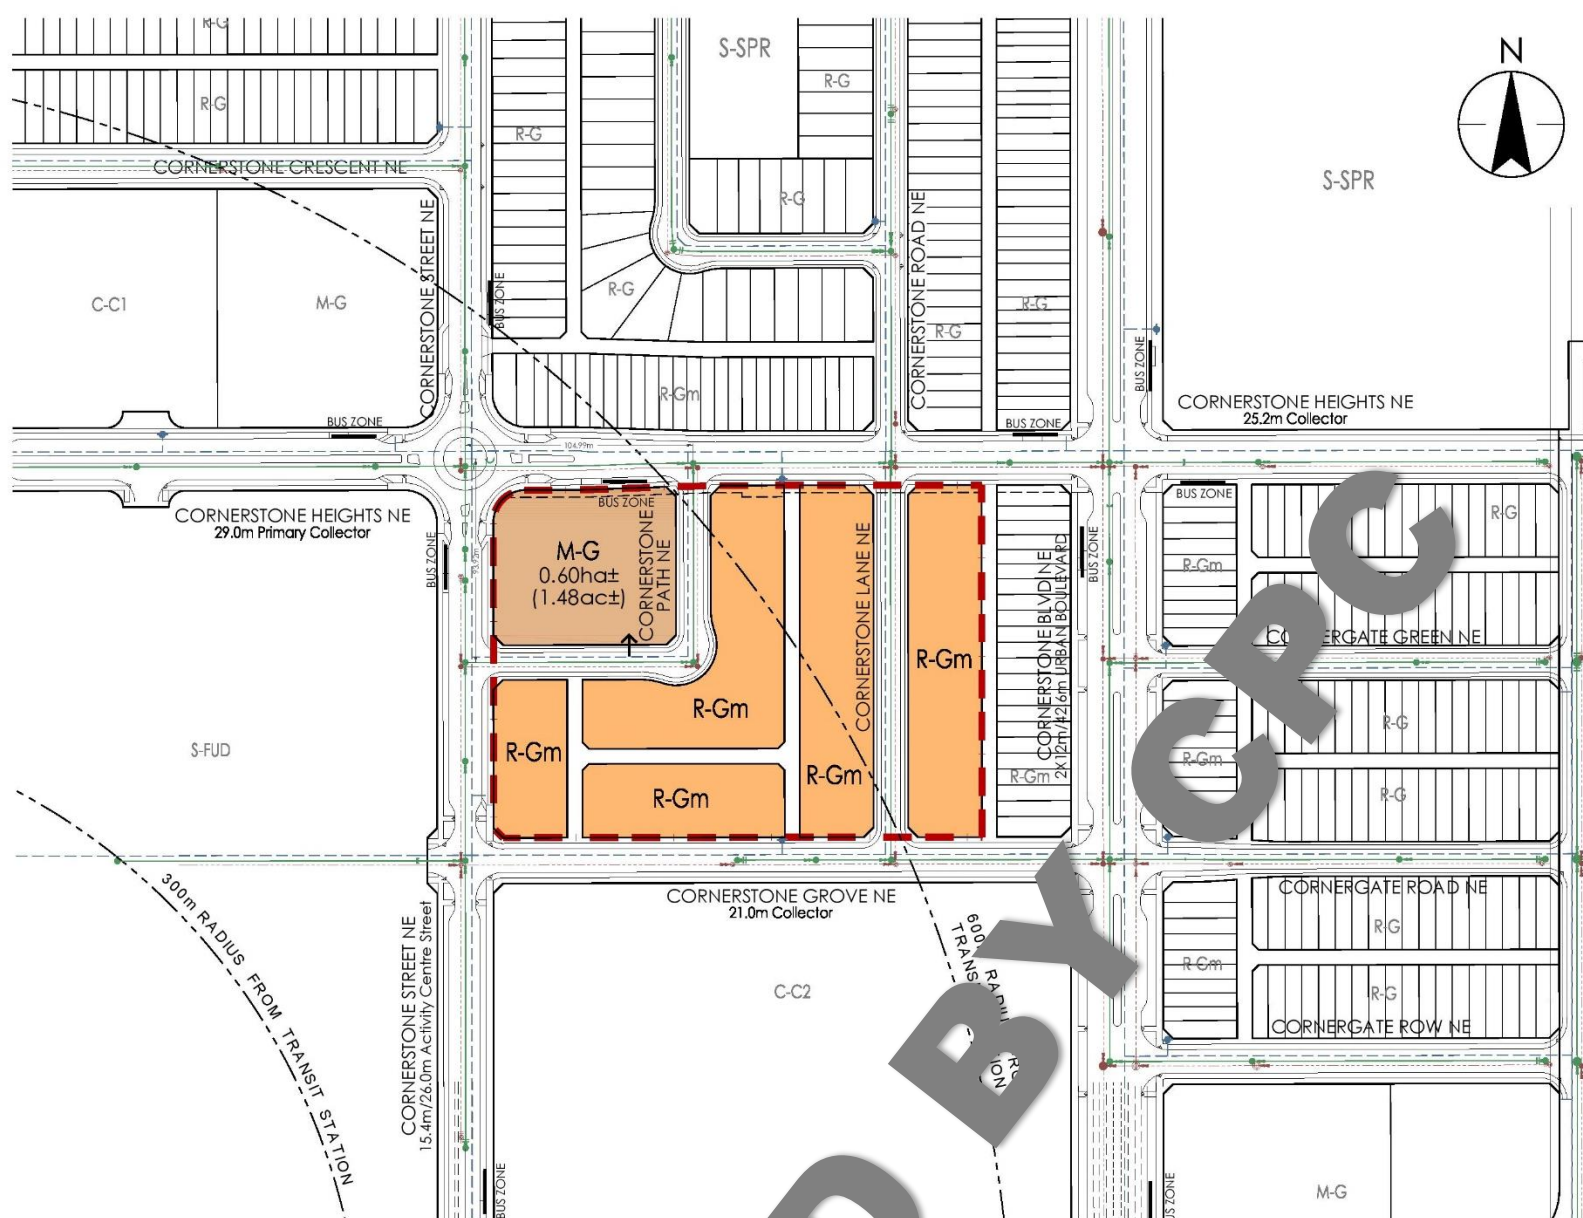 R-G
S-SPR
N
R-G
R-G
R-G
CORNERSTONE CRESCENT NE
R-G
S-SPR
CORNERSTONE STREET NE
CORNERSTONE ROAD NE
C-C1
M-G
BUS ZONE
R-G
R-G
R-G
BUS ZONE
R-Gm
CORNERSTONE HEIGHTS NE
25.2m Collector
BUS ZONE
BUS ZONE
104.99m
CORNERSTONE HEIGHTS NE
29.0m Primary Collector
BUS ZONE
BUS ZONE
R-G
M-G
0.60ha±
(1.48ac±)
CORNERSTONE
PATH NE
CORNERSTONE LANE NE
CORNERSTONE BLVD NE
2X12m/42.6m URBAN BOULEVARD
BUS ZONE
BUS ZONE
R-Gm
CORNERGATE GREEN NE
R-Gm
R-Gm
R-G
S-FUD
R-Gm
R-Gm
R-Gm
R-Gm
R-Gm
R-G
CORNERSTONE GROVE NE
21.0m Collector
CORNERGATE ROAD NE
300m RADIUS FROM TRANSIT STATION
CORNERSTONE STREET NE
15.4m/26.0m Activity Centre Street
R-G
R-Gm
C-C2
R-G
CORNERGATE ROW NE
BUS ZONE
BUS ZONE
M-G
D BY CPC